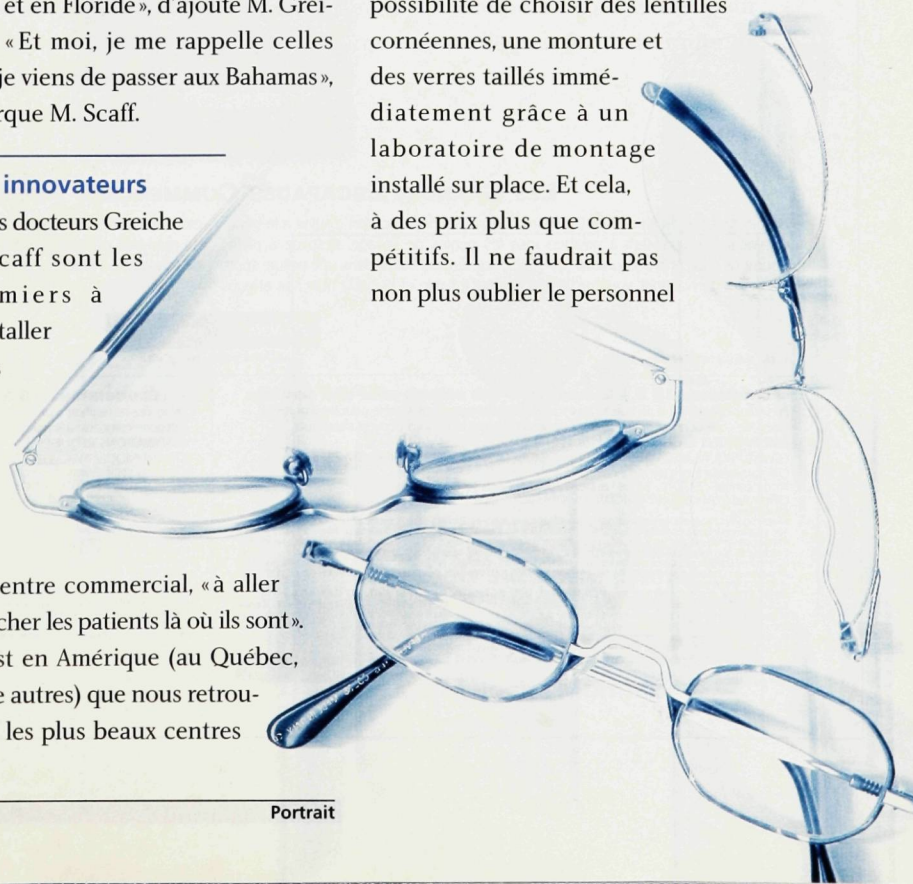 et en Floride», d'ajouté M. Grei-
«Et moi, je me rappelle celles
je viens de passer aux Bahamas»,
rque M. Scaff.
innovateurs
s docteurs Greiche
caff sont les
miers à
taller
entre commercial, «à aller
cher les patients là où ils sont».
st en Amérique (au Québec,
e autres) que nous retrou-
les plus beaux centres
possibilité de choisir des lentilles
cornéennes, une monture et
des verres taillés immé-
diatement grâce à un
laboratoire de montage
installé sur place. Et cela,
à des prix plus que com-
pétitifs. Il ne faudrait pas
non plus oublier le personnel
Portrait